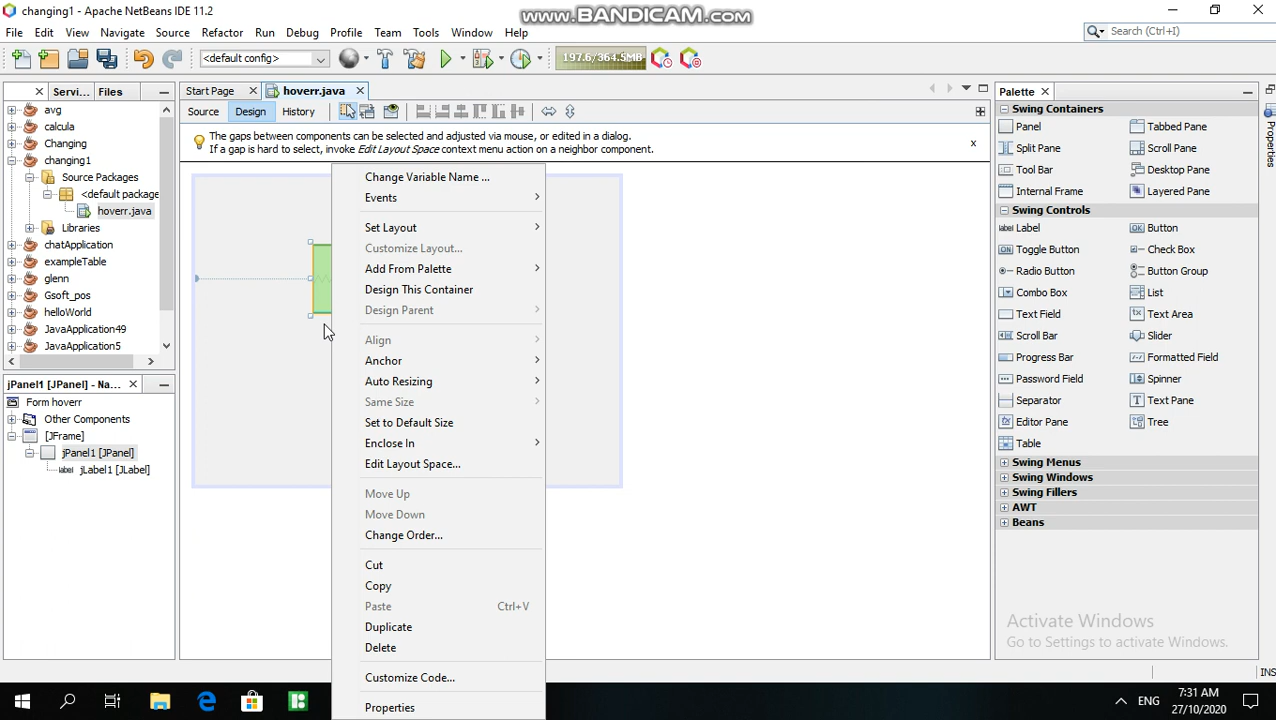 changing1 - Apache NetBeans IDE 11.2
www.BANDICAM.com
File Edit View Navigate Source Refactor Run Debug Profile Team Tools Window Help
Search (Ctrl+I)
<default config>
197.6/364.5MB
Servi... Files
Start Page hoverr.java
Source Design History
The gaps between components can be selected and adjusted via mouse, or edited in a dialog.
If a gap is hard to select, invoke Edit Layout Space context menu action on a neighbor component.
x
avg
calcula
Changing
changing1
Source Packages
<default package
hoverr.java
Libraries
chatApplication
exampleTable
glenn
Gsoft_pos
helloWorld
JavaApplication49
JavaApplication5
jPanel1 [JPanel] - Na...
Form hoverr
Other Components
[JFrame]
jPanel1 [JPanel]
label jLabel1 [JLabel]
Change Variable Name ...
Events
Set Layout
Customize Layout...
Add From Palette
Design This Container
Design Parent
Align
Anchor
Auto Resizing
Same Size
Set to Default Size
Enclose In
Edit Layout Space...
Move Up
Move Down
Change Order...
Cut
Copy
Paste Ctrl+V
Duplicate
Delete
Customize Code...
Properties
Palette
Swing Containers
Panel Tabbed Pane
Split Pane Scroll Pane
Tool Bar Desktop Pane
Internal Frame Layered Pane
Swing Controls
label Label OK Button
Toggle Button Check Box
Radio Button Button Group
Combo Box List
Text Field Text Area
Scroll Bar Slider
Progress Bar Formatted Field
Password Field Spinner
Separator T Text Pane
Editor Pane Tree
Table
Swing Menus
Swing Windows
Swing Fillers
AWT
Beans
Properties
Activate Windows
Go to Settings to activate Windows.
INS
ENG
7:31 AM
27/10/2020